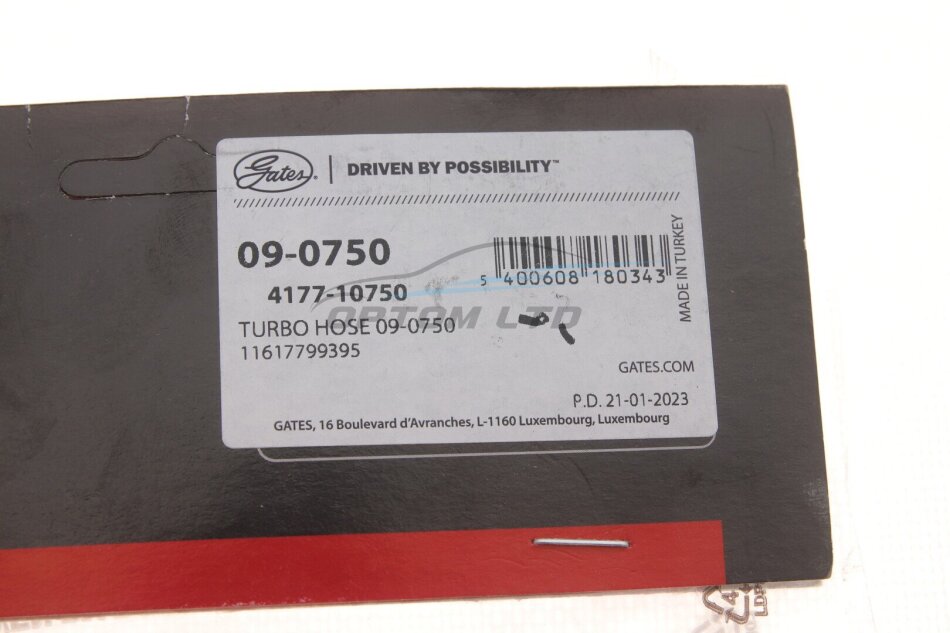 Gates® | DRIVEN BY POSSIBILITY™
09-0750
4177-10750
5 400608 180343
MADE IN TURKEY
OPTOM LTD
TURBO HOSE 09-0750
11617799395
GATES.COM
P.D. 21-01-2023
GATES, 16 Boulevard d'Avranches, L-1160 Luxembourg, Luxembourg
4